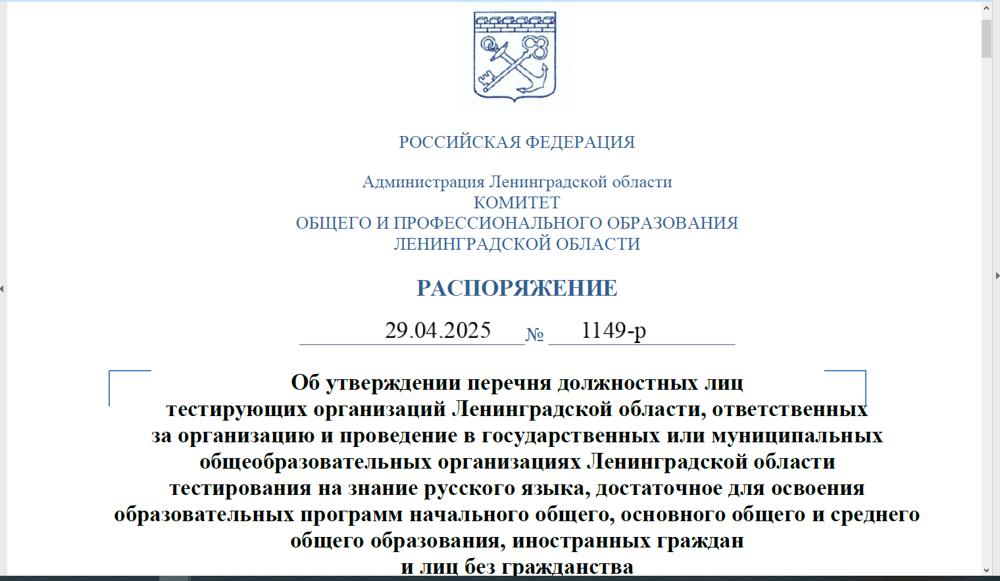 РОССИЙСКАЯ ФЕДЕРАЦИЯ
Администрация Ленинградской области
КОМИТЕТ
ОБЩЕГО И ПРОФЕССИОНАЛЬНОГО ОБРАЗОВАНИЯ
ЛЕНИНГРАДСКОЙ ОБЛАСТИ
РАСПОРЯЖЕНИЕ
29.04.2025 № 1149-р
Об утверждении перечня должностных лиц
тестирующих организаций Ленинградской области, ответственных
за организацию и проведение в государственных или муниципальных
общеобразовательных организациях Ленинградской области
тестирования на знание русского языка, достаточное для освоения
образовательных программ начального общего, основного общего и среднего
общего образования, иностранных граждан
и лиц без гражданства